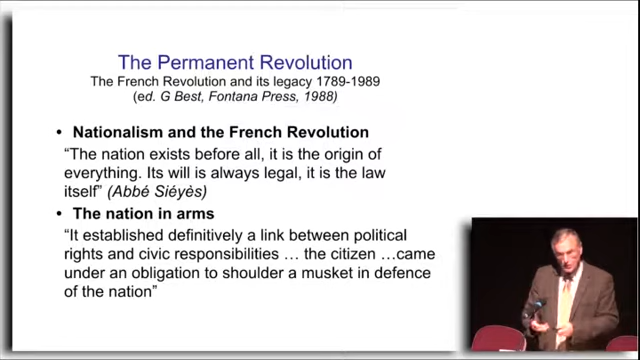 The Permanent Revolution
The French Revolution and its legacy 1789-1989
(ed. G Best, Fontana Press, 1988)
• Nationalism and the French Revolution
“The nation exists before all, it is the origin of
everything. Its will is always legal, it is the law
itself” (Abbé Siéyès)
• The nation in arms
“It established definitively a link between political
rights and civic responsibilities … the citizen …came
under an obligation to shoulder a musket in defence
of the nation”